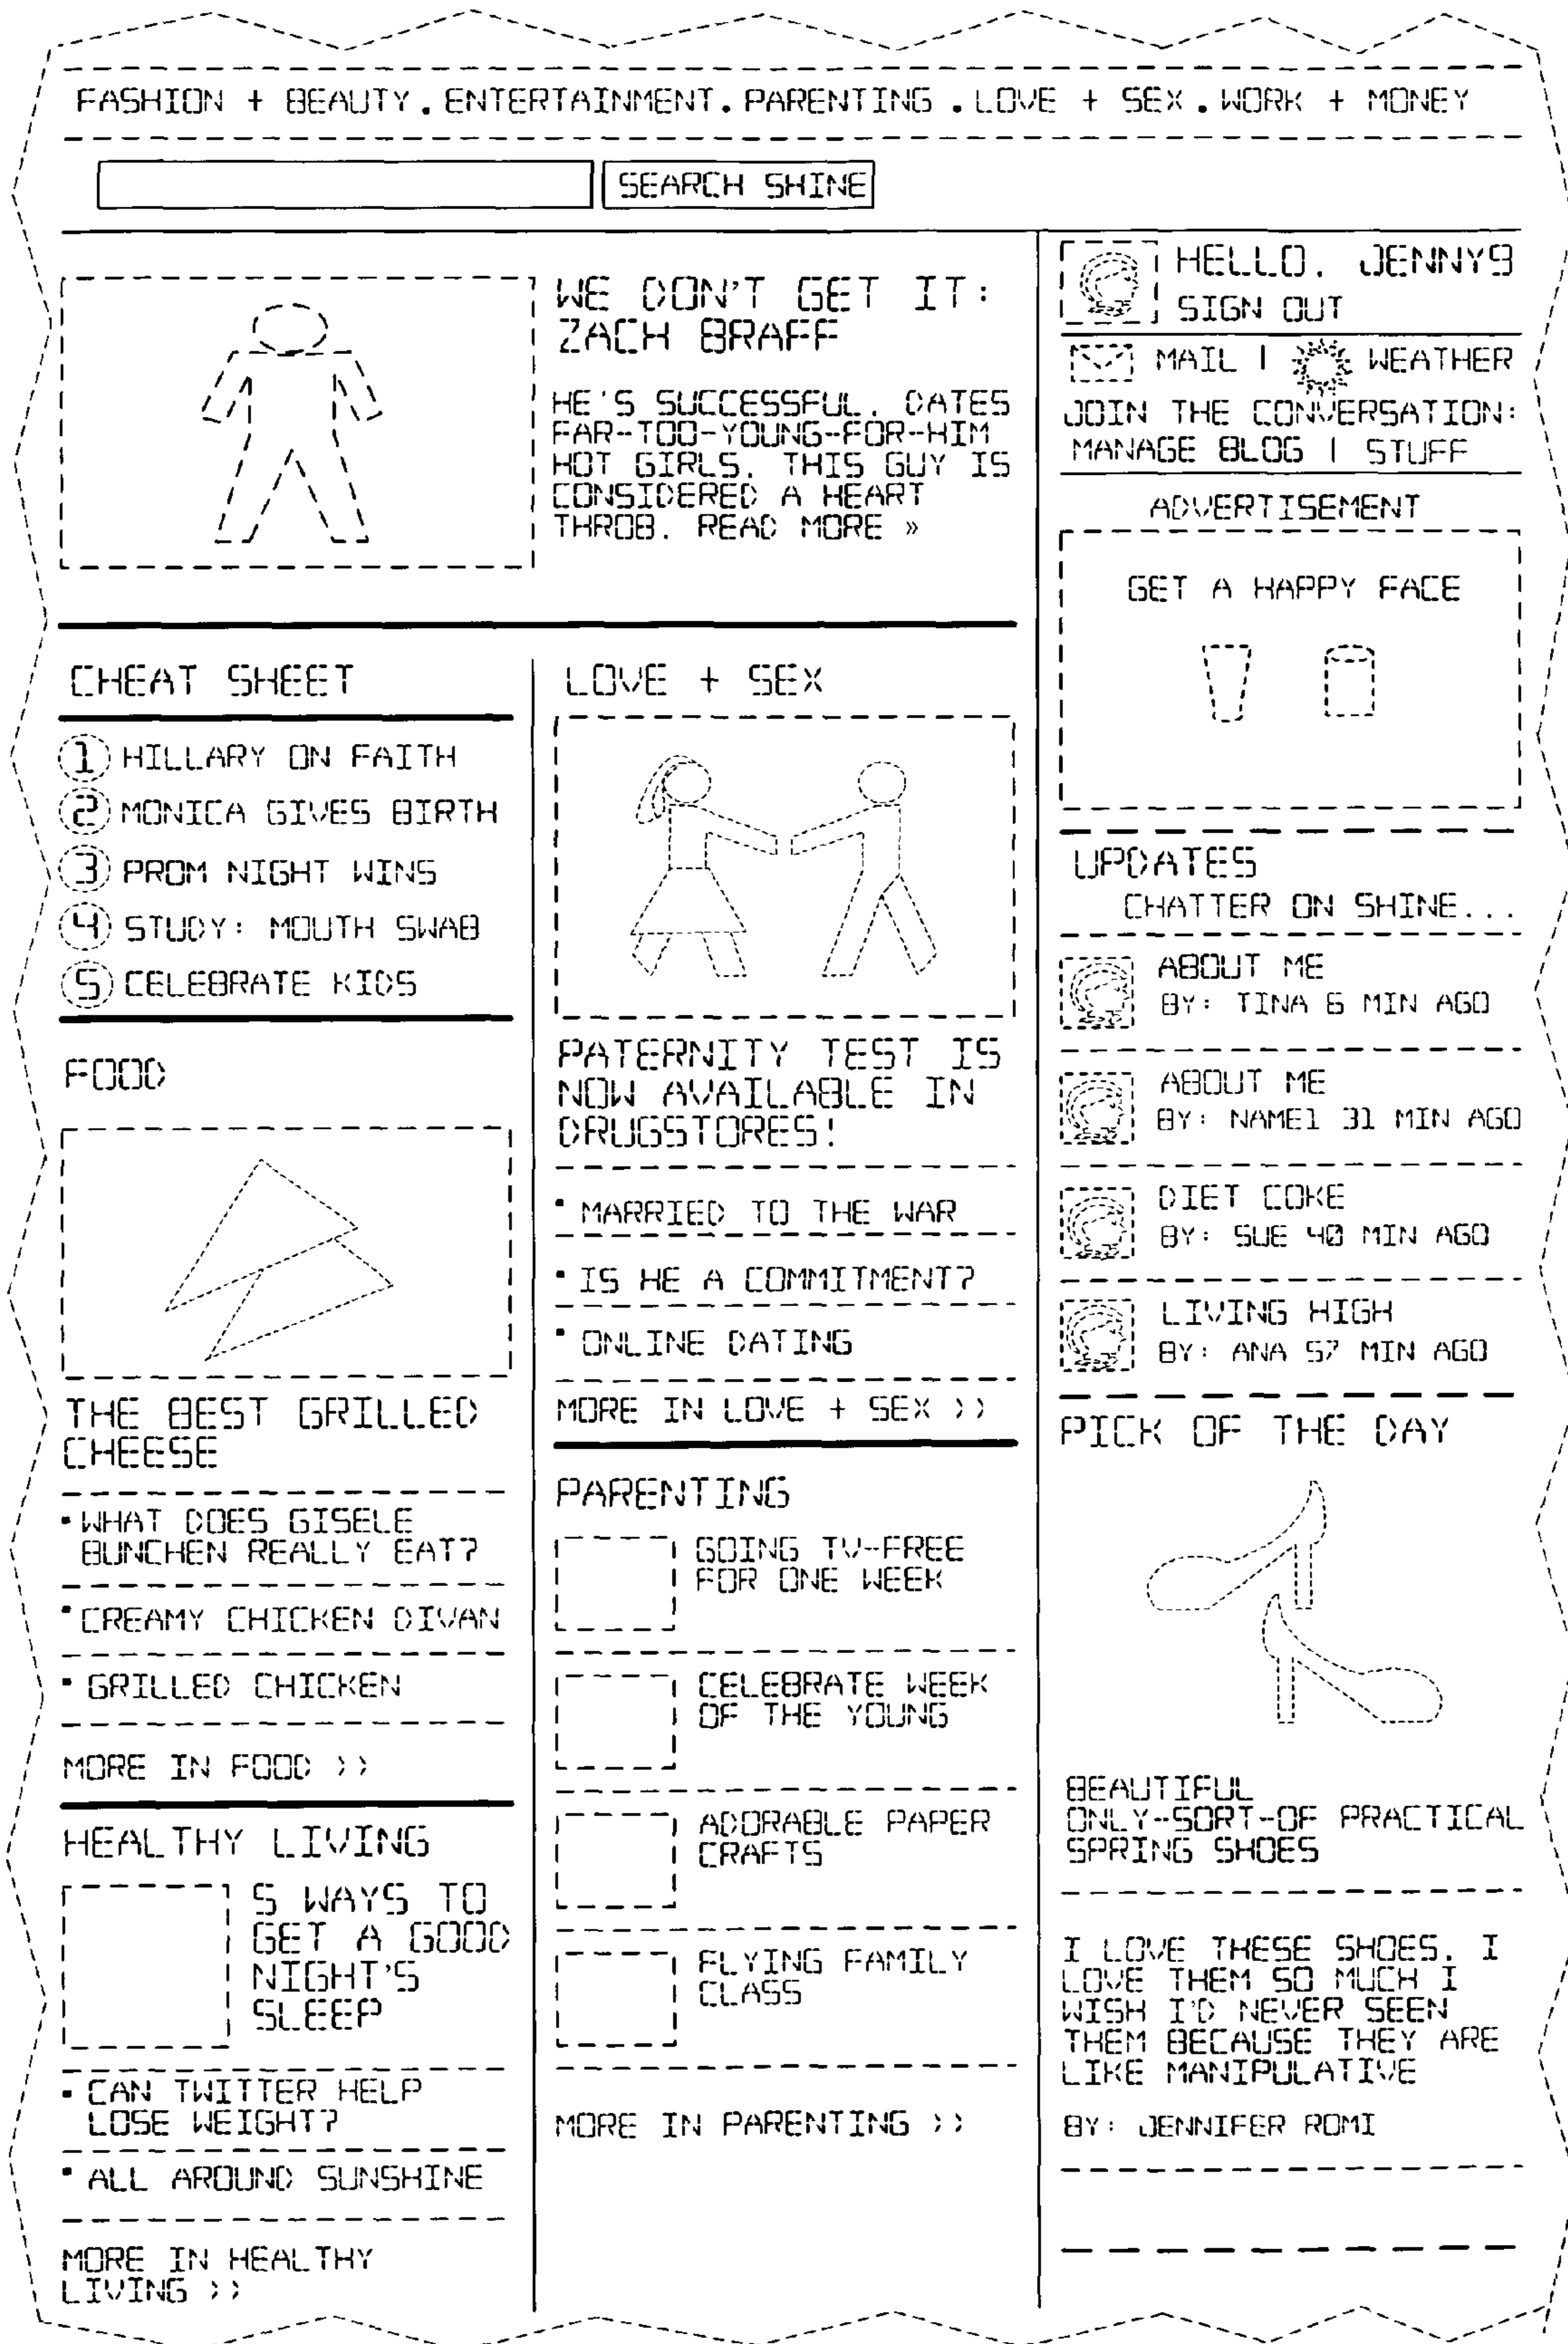 FASHION + BEAUTY . ENTERTAINMENT . PARENTING . LOVE + SEX . WORK + MONEY
SEARCH SHINE
WE DON'T GET IT:
ZACH BRAFF
HE'S SUCCESSFUL. DATES
FAR-TOO-YOUNG-FOR-HIM
HOT GIRLS. THIS GUY IS
CONSIDERED A HEART
THROB. READ MORE »
CHEAT SHEET
1 HILLARY ON FAITH
2 MONICA GIVES BIRTH
3 PROM NIGHT WINS
4 STUDY: MOUTH SWAB
5 CELEBRATE KIDS
FOOD
THE BEST GRILLED
CHEESE
▪ WHAT DOES GISELE
BUNCHEN REALLY EAT?
▪ CREAMY CHICKEN DIVAN
▪ GRILLED CHICKEN
MORE IN FOOD >>
HEALTHY LIVING
5 WAYS TO
GET A GOOD
NIGHT'S
SLEEP
▪ CAN TWITTER HELP
LOSE WEIGHT?
▪ ALL AROUND SUNSHINE
MORE IN HEALTHY
LIVING >>
LOVE + SEX
PATERNITY TEST IS
NOW AVAILABLE IN
DRUGSTORES!
▪ MARRIED TO THE WAR
▪ IS HE A COMMITMENT?
▪ ONLINE DATING
MORE IN LOVE + SEX >>
PARENTING
GOING TV-FREE
FOR ONE WEEK
CELEBRATE WEEK
OF THE YOUNG
ADORABLE PAPER
CRAFTS
FLYING FAMILY
CLASS
MORE IN PARENTING >>
HELLO, JENNY9
SIGN OUT
MAIL | WEATHER
JOIN THE CONVERSATION:
MANAGE BLOG | STUFF
ADVERTISEMENT
GET A HAPPY FACE
UPDATES
CHATTER ON SHINE...
ABOUT ME
BY: TINA 6 MIN AGO
ABOUT ME
BY: NAME1 31 MIN AGO
DIET COKE
BY: SUE 40 MIN AGO
LIVING HIGH
BY: ANA 57 MIN AGO
PICK OF THE DAY
BEAUTIFUL
ONLY-SORT-OF PRACTICAL
SPRING SHOES
I LOVE THESE SHOES. I
LOVE THEM SO MUCH I
WISH I'D NEVER SEEN
THEM BECAUSE THEY ARE
LIKE MANIPULATIVE
BY: JENNIFER ROMI